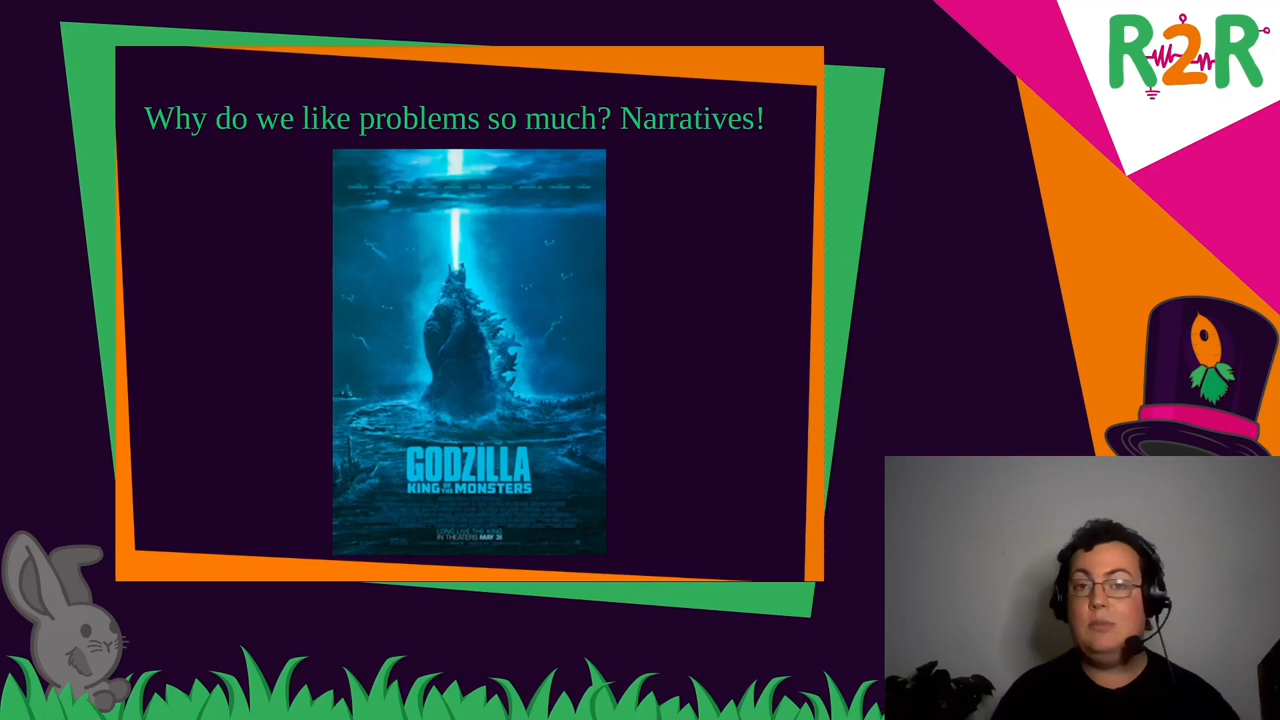 R2R
Why do we like problems so much? Narratives!
GODZILLA
KING OF THE MONSTERS
LONG LIVE THE KING
IN THEATERS MAY 31